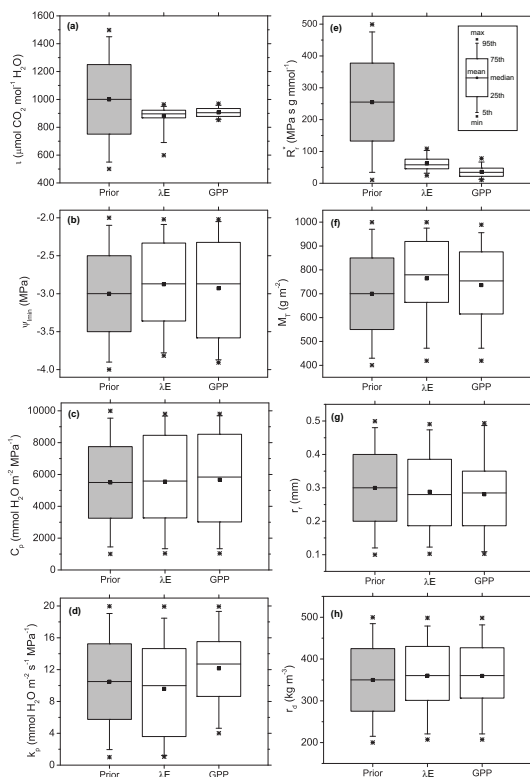 (a)
1600
1400
1200
1000
800
600
400
ι (μmol CO₂ mol⁻¹ H₂O)
Prior λE GPP
(b)
-2.0
-2.5
-3.0
-3.5
-4.0
Ψlmin (MPa)
Prior λE GPP
(c)
10000
8000
6000
4000
2000
0
Cp (mmol H₂O m⁻² MPa⁻¹)
Prior λE GPP
(d)
20
16
12
8
4
0
kp (mmol H₂O m⁻² s⁻¹ MPa⁻¹)
Prior λE GPP
(e)
500
400
300
200
100
0
Rr* (MPa s g mmol⁻¹)
max
95th
75th
mean
median
25th
5th
min
Prior λE GPP
(f)
1000
900
800
700
600
500
400
MT (g m⁻²)
Prior λE GPP
(g)
0.5
0.4
0.3
0.2
0.1
rr (mm)
Prior λE GPP
(h)
500
400
300
200
rd (kg m⁻³)
Prior λE GPP